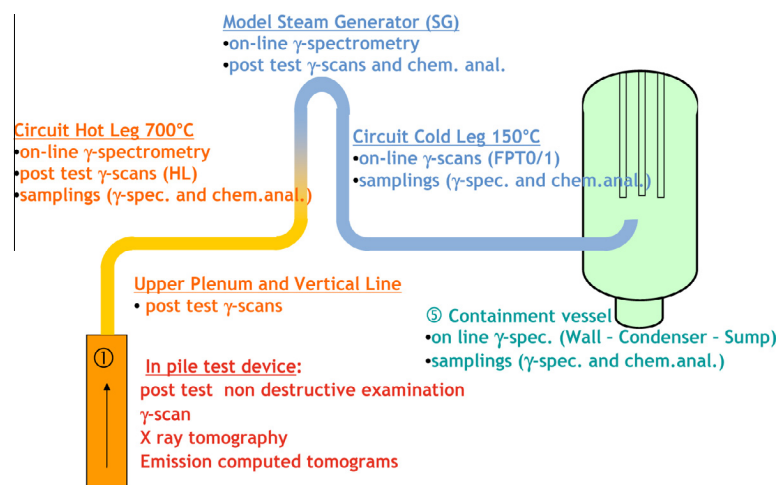 Model Steam Generator (SG)
•on-line γ-spectrometry
•post test γ-scans and chem. anal.
Circuit Hot Leg 700°C
•on-line γ-spectrometry
•post test γ-scans (HL)
•samplings (γ-spec. and chem.anal.)
Circuit Cold Leg 150°C
•on-line γ-scans (FPT0/1)
•samplings (γ-spec. and chem.anal.)
Upper Plenum and Vertical Line
• post test γ-scans
⑤ Containment vessel
•on line γ-spec. (Wall - Condenser - Sump)
•samplings (γ-spec. and chem.anal.)
①
In pile test device:
post test non destructive examination
γ-scan
X ray tomography
Emission computed tomograms